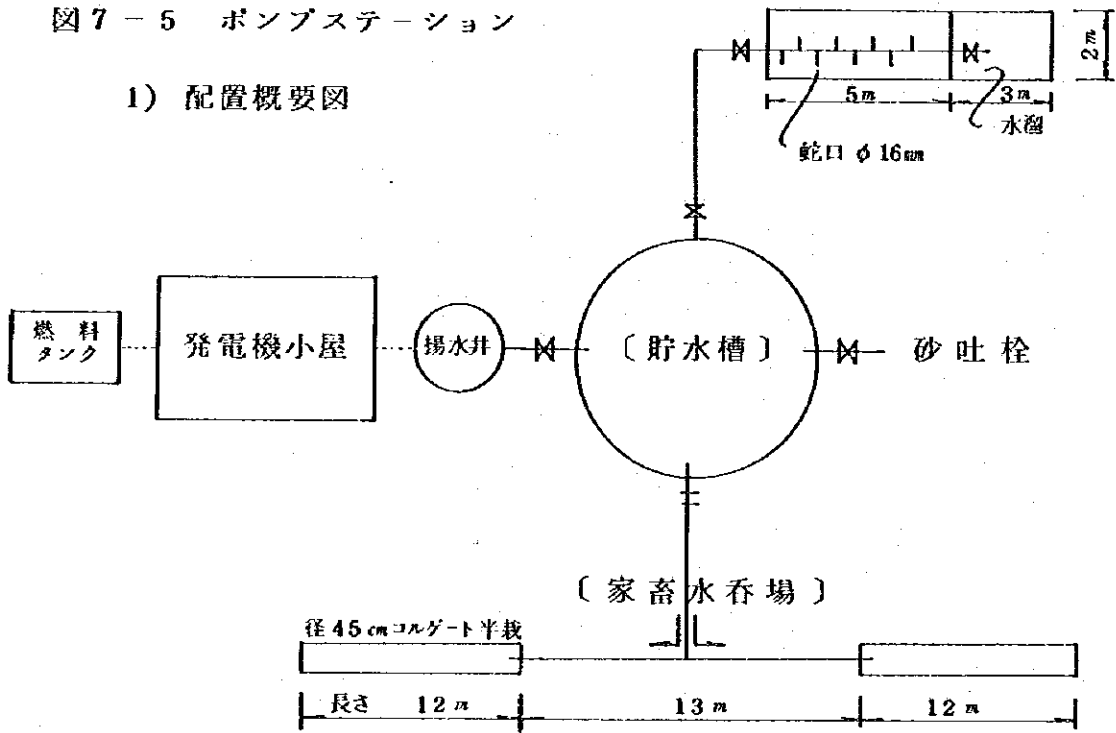 図7－5 ポンプステーション
1) 配置概要図
2m
5m
3m
水溜
蛇口 φ16mm
燃料
タンク
発電機小屋
揚水井
〔貯水槽〕
砂吐栓
〔家畜水呑場〕
径45cmコルゲート半栽
長さ 12m
13m
12m